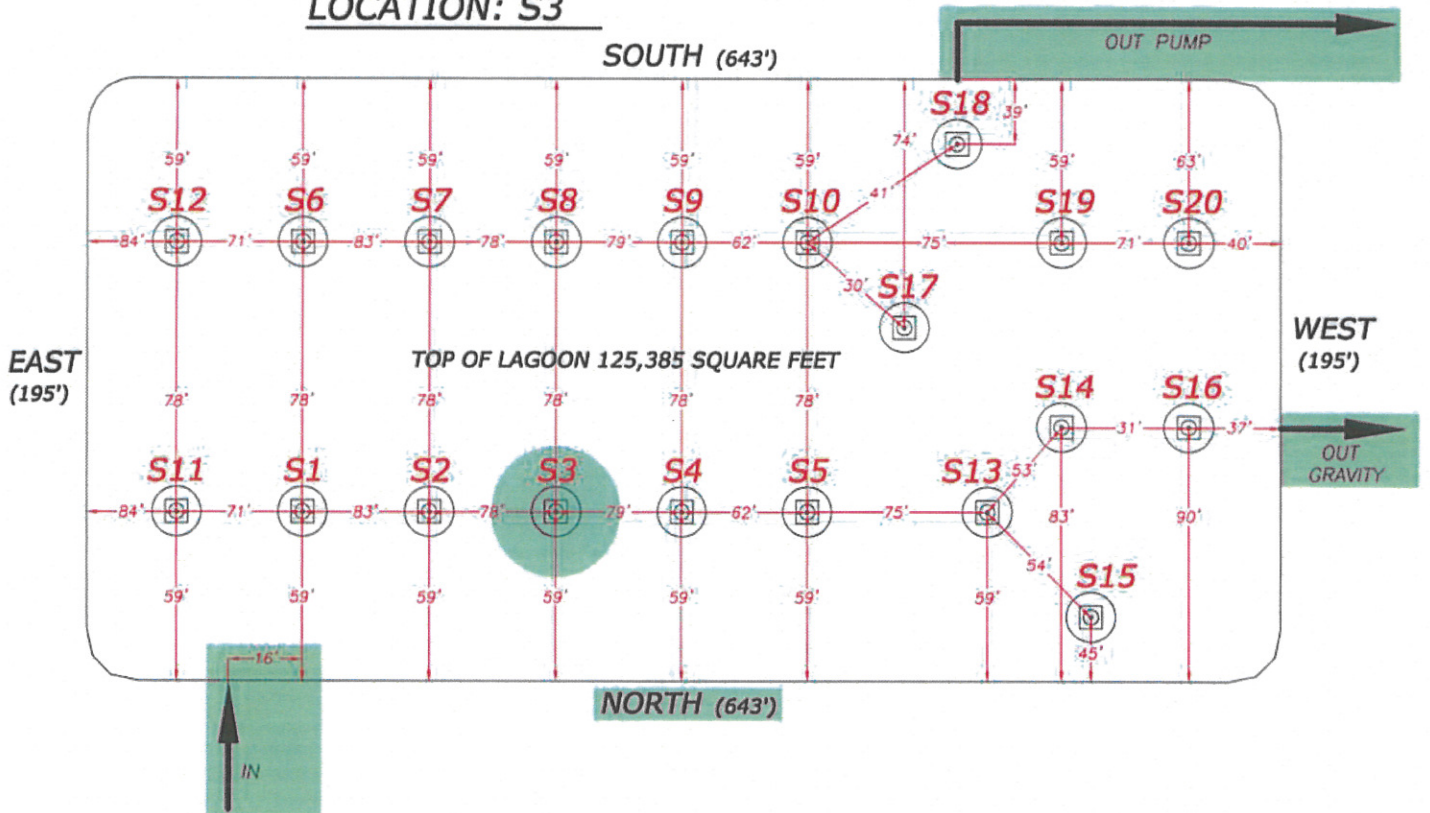 LOCATION: S3
OUT PUMP
SOUTH (643')
S18
39'
74'
59' 59' 59' 59' 59' 59' 59' 63'
41'
S12 S6 S7 S8 S9 S10 S19 S20
84' 71' 83' 78' 79' 62' 75' 71' 40'
30' S17
WEST
(195')
EAST
(195')
TOP OF LAGOON 125,385 SQUARE FEET
S14 S16
78' 78' 78' 78' 78' 78'
31' 37'
OUT
GRAVITY
S11 S1 S2 S3 S4 S5 S13
53'
84' 71' 83' 78' 79' 62' 75' 83' 90'
54'
S15
59' 59' 59' 59' 59' 59' 59'
45'
16'
NORTH (643')
IN